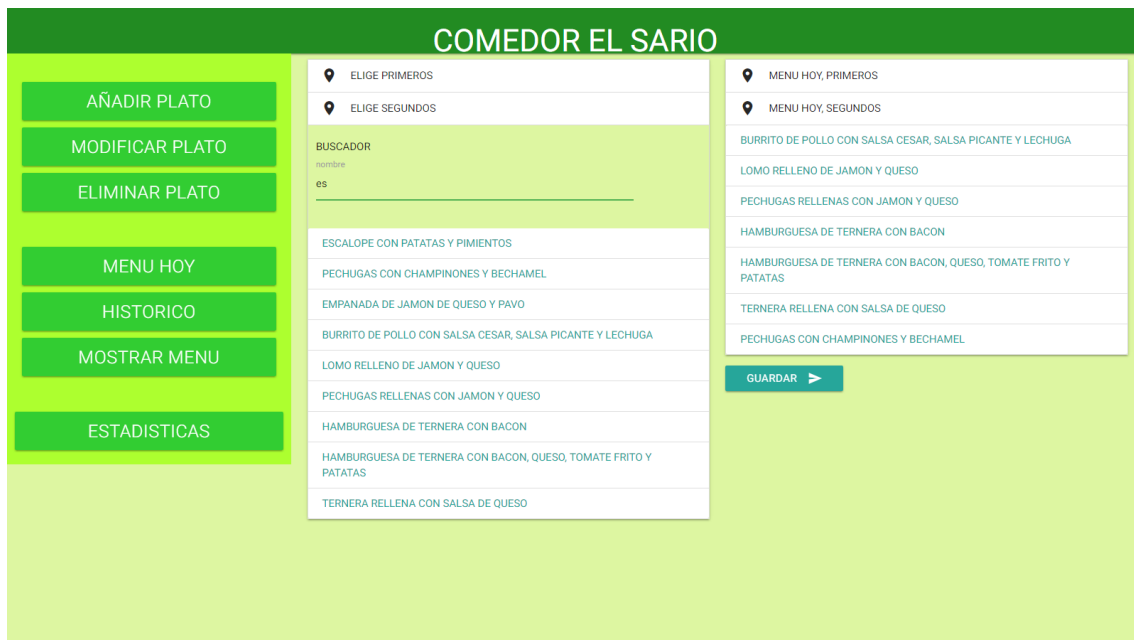 COMEDOR EL SARIO
AÑADIR PLATO
MODIFICAR PLATO
ELIMINAR PLATO
MENU HOY
HISTORICO
MOSTRAR MENU
ESTADISTICAS
ELIGE PRIMEROS
ELIGE SEGUNDOS
BUSCADOR
nombre
es
ESCALOPE CON PATATAS Y PIMIENTOS
PECHUGAS CON CHAMPINONES Y BECHAMEL
EMPANADA DE JAMON DE QUESO Y PAVO
BURRITO DE POLLO CON SALSA CESAR, SALSA PICANTE Y LECHUGA
LOMO RELLENO DE JAMON Y QUESO
PECHUGAS RELLENAS CON JAMON Y QUESO
HAMBURGUESA DE TERNERA CON BACON
HAMBURGUESA DE TERNERA CON BACON, QUESO, TOMATE FRITO Y
PATATAS
TERNERA RELLENA CON SALSA DE QUESO
MENU HOY, PRIMEROS
MENU HOY, SEGUNDOS
BURRITO DE POLLO CON SALSA CESAR, SALSA PICANTE Y LECHUGA
LOMO RELLENO DE JAMON Y QUESO
PECHUGAS RELLENAS CON JAMON Y QUESO
HAMBURGUESA DE TERNERA CON BACON
HAMBURGUESA DE TERNERA CON BACON, QUESO, TOMATE FRITO Y
PATATAS
TERNERA RELLENA CON SALSA DE QUESO
PECHUGAS CON CHAMPINONES Y BECHAMEL
GUARDAR